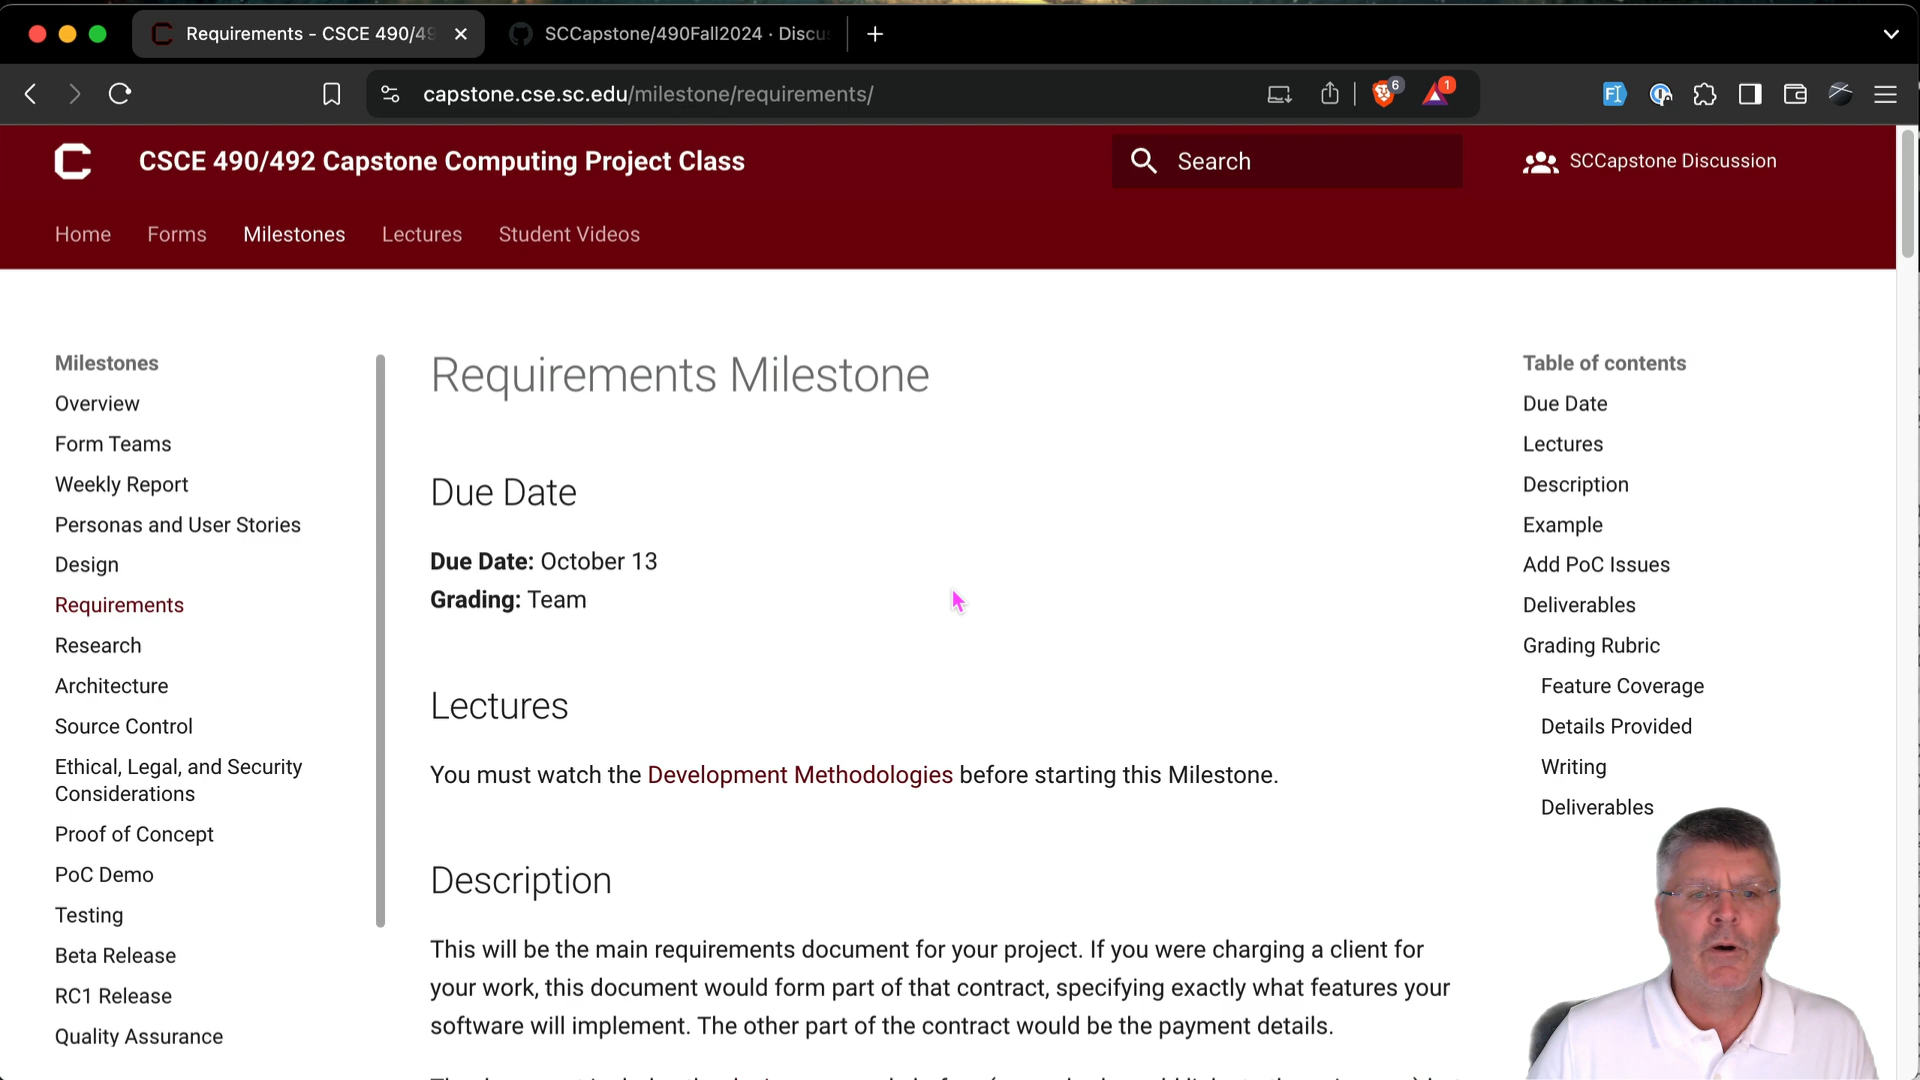 Requirements - CSCE 490/49
SCCapstone/490Fall2024 · Discu
capstone.cse.sc.edu/milestone/requirements/
6
1
CSCE 490/492 Capstone Computing Project Class
Search
SCCapstone Discussion
Home
Forms
Milestones
Lectures
Student Videos
Milestones
Overview
Form Teams
Weekly Report
Personas and User Stories
Design
Requirements
Research
Architecture
Source Control
Ethical, Legal, and Security
Considerations
Proof of Concept
PoC Demo
Testing
Beta Release
RC1 Release
Quality Assurance
Requirements Milestone
Due Date
Due Date: October 13
Grading: Team
Lectures
You must watch the Development Methodologies before starting this Milestone.
Description
This will be the main requirements document for your project. If you were charging a client for
your work, this document would form part of that contract, specifying exactly what features your
software will implement. The other part of the contract would be the payment details.
Table of contents
Due Date
Lectures
Description
Example
Add PoC Issues
Deliverables
Grading Rubric
Feature Coverage
Details Provided
Writing
Deliverables